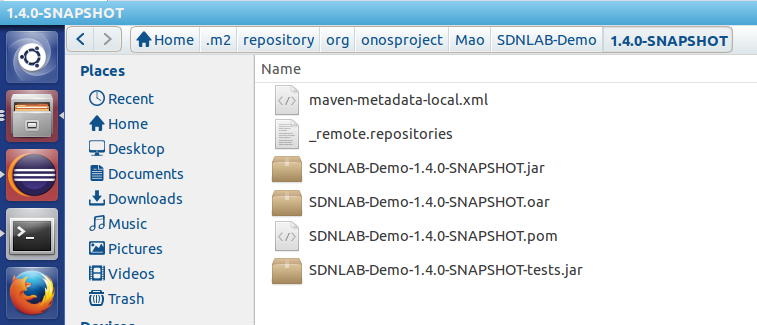 1.4.0-SNAPSHOT
Home .m2 repository org onosproject Mao SDNLAB-Demo 1.4.0-SNAPSHOT
Places
Recent
Home
Desktop
Documents
Downloads
Music
Pictures
Videos
Trash
Devices
Name
maven-metadata-local.xml
_remote.repositories
SDNLAB-Demo-1.4.0-SNAPSHOT.jar
SDNLAB-Demo-1.4.0-SNAPSHOT.oar
SDNLAB-Demo-1.4.0-SNAPSHOT.pom
SDNLAB-Demo-1.4.0-SNAPSHOT-tests.jar